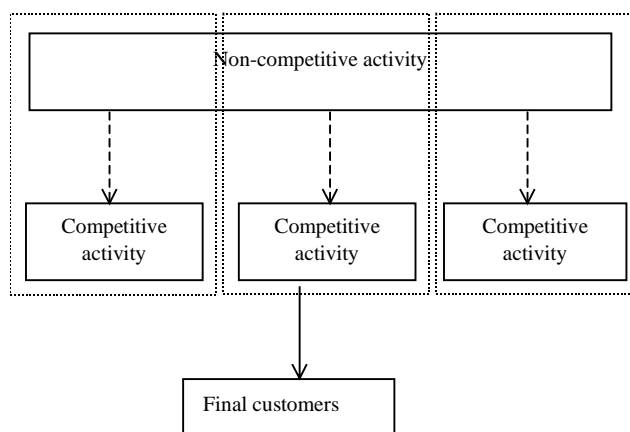 Non-competitive activity
Competitive
activity
Competitive
activity
Competitive
activity
Final customers